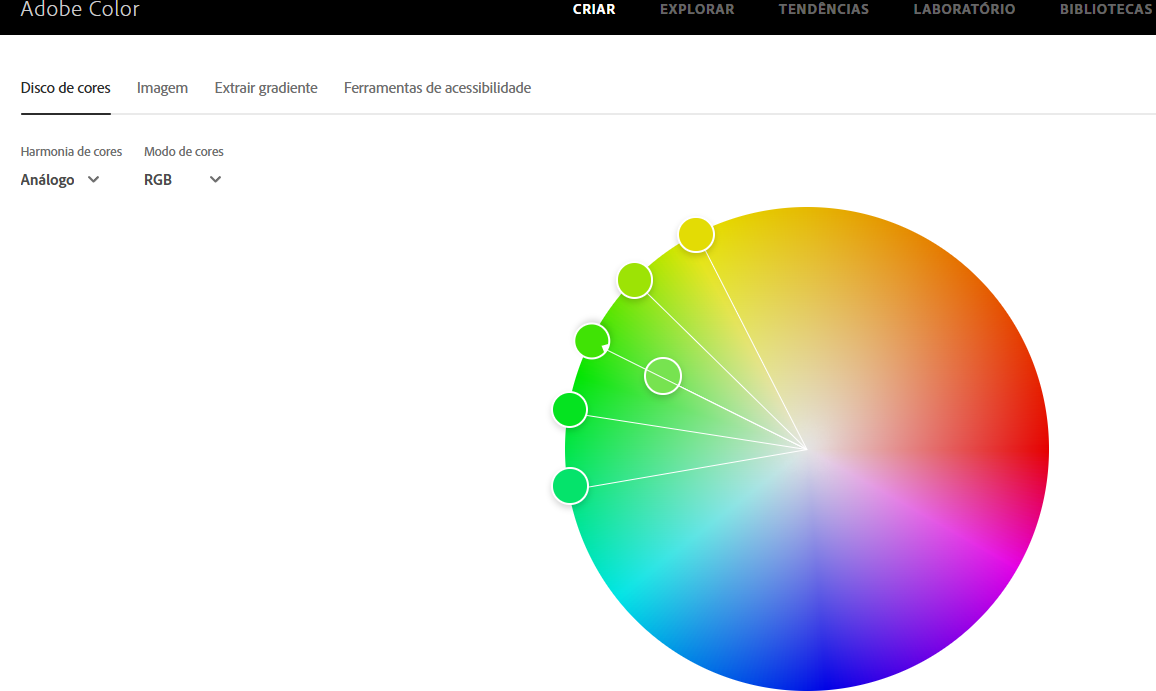 Adobe Color CRIAR EXPLORAR TENDÊNCIAS LABORATÓRIO BIBLIOTECAS
Disco de cores Imagem Extrair gradiente Ferramentas de acessibilidade
Harmonia de cores Modo de cores
Análogo RGB